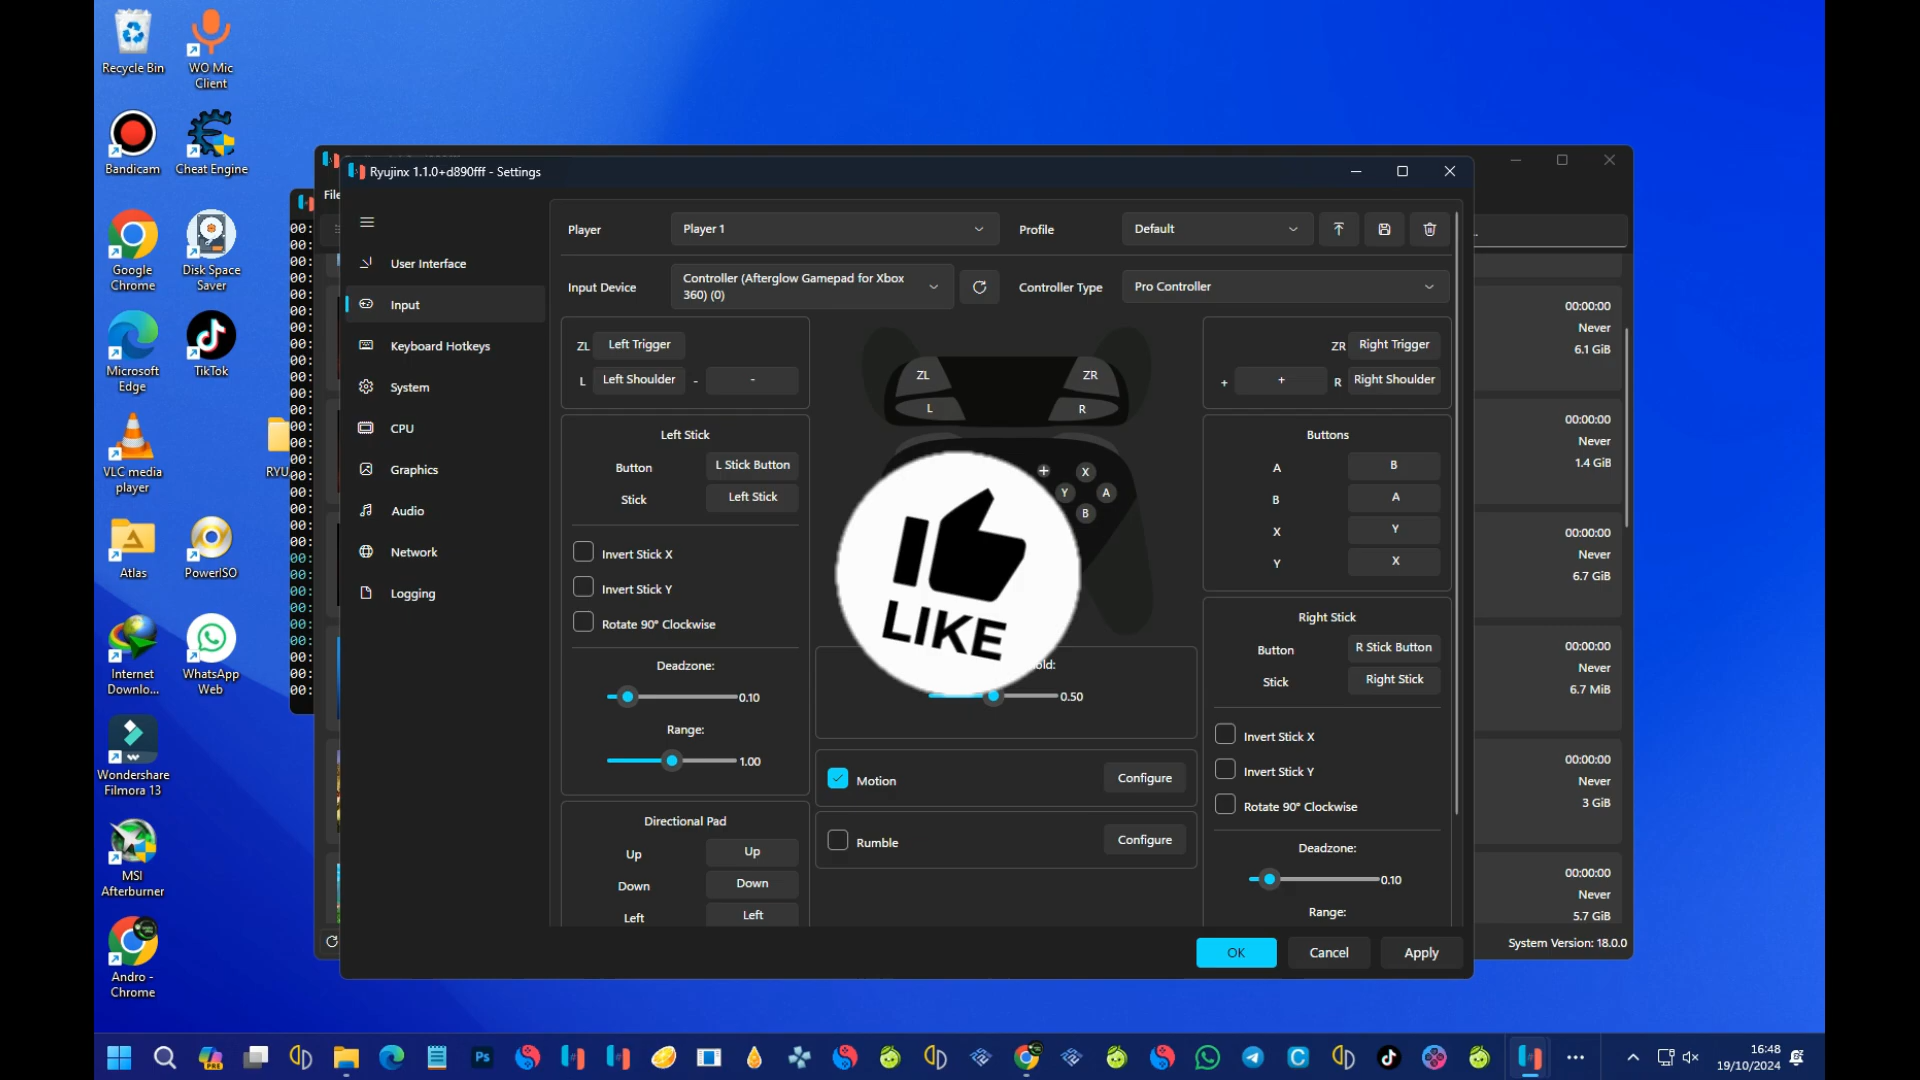 Recycle Bin
WO Mic
Client
Bandicam
Cheat Engine
Google
Chrome
Disk Space
Saver
Microsoft
Edge
TikTok
VLC media
player
RYU
Atlas
PowerISO
Internet
Downlo...
WhatsApp
Web
Wondershare
Filmora 13
MSI
Afterburner
Andro -
Chrome
File
Ryujinx 1.1.0+d890fff - Settings
User Interface
Input
Keyboard Hotkeys
System
CPU
Graphics
Audio
Network
Logging
Player
Player 1
Profile
Default
Input Device
Controller (Afterglow Gamepad for Xbox
360) (0)
Controller Type
Pro Controller
ZL
Left Trigger
L
Left Shoulder
-
-
ZL
ZR
L
R
ZR
Right Trigger
+
+
R
Right Shoulder
Left Stick
Button
L Stick Button
Stick
Left Stick
Invert Stick X
Invert Stick Y
Rotate 90° Clockwise
Deadzone:
0.10
Range:
1.00
Directional Pad
Up
Up
Down
Down
Left
Left
X
Y
A
B
LIKE
old:
0.50
Motion
Configure
Rumble
Configure
Buttons
A
B
B
A
X
Y
Y
X
Right Stick
Button
R Stick Button
Stick
Right Stick
Invert Stick X
Invert Stick Y
Rotate 90° Clockwise
Deadzone:
0.10
Range:
OK
Cancel
Apply
00:00:00
Never
6.1 GiB
00:00:00
Never
1.4 GiB
00:00:00
Never
6.7 GiB
00:00:00
Never
6.7 MiB
00:00:00
Never
3 GiB
00:00:00
Never
5.7 GiB
System Version: 18.0.0
PRE
Ps
C
16:48
19/10/2024